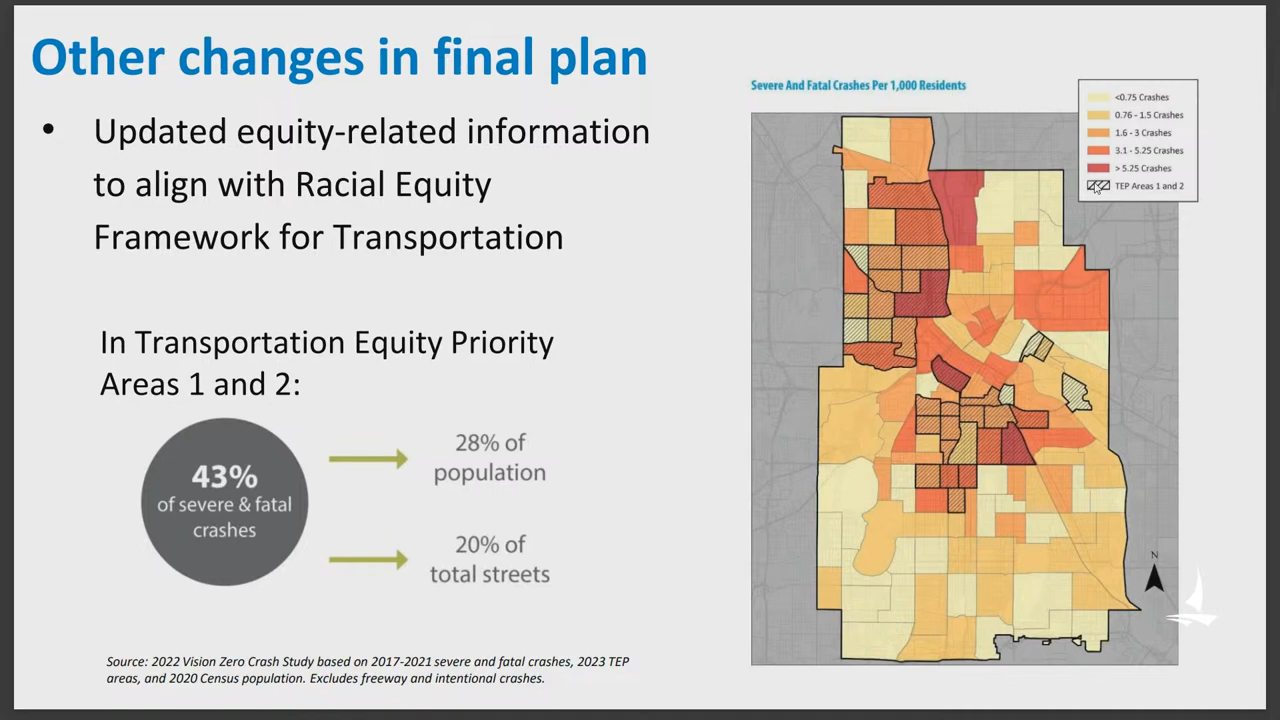 Other changes in final plan
• Updated equity-related information
to align with Racial Equity
Framework for Transportation
In Transportation Equity Priority
Areas 1 and 2:
43%
of severe & fatal
crashes
28% of
population
20% of
total streets
Source: 2022 Vision Zero Crash Study based on 2017-2021 severe and fatal crashes, 2023 TEP
areas, and 2020 Census population. Excludes freeway and intentional crashes.
Severe And Fatal Crashes Per 1,000 Residents
<0.75 Crashes
0.76 - 1.5 Crashes
1.6 - 3 Crashes
3.1 - 5.25 Crashes
> 5.25 Crashes
TEP Areas 1 and 2
N